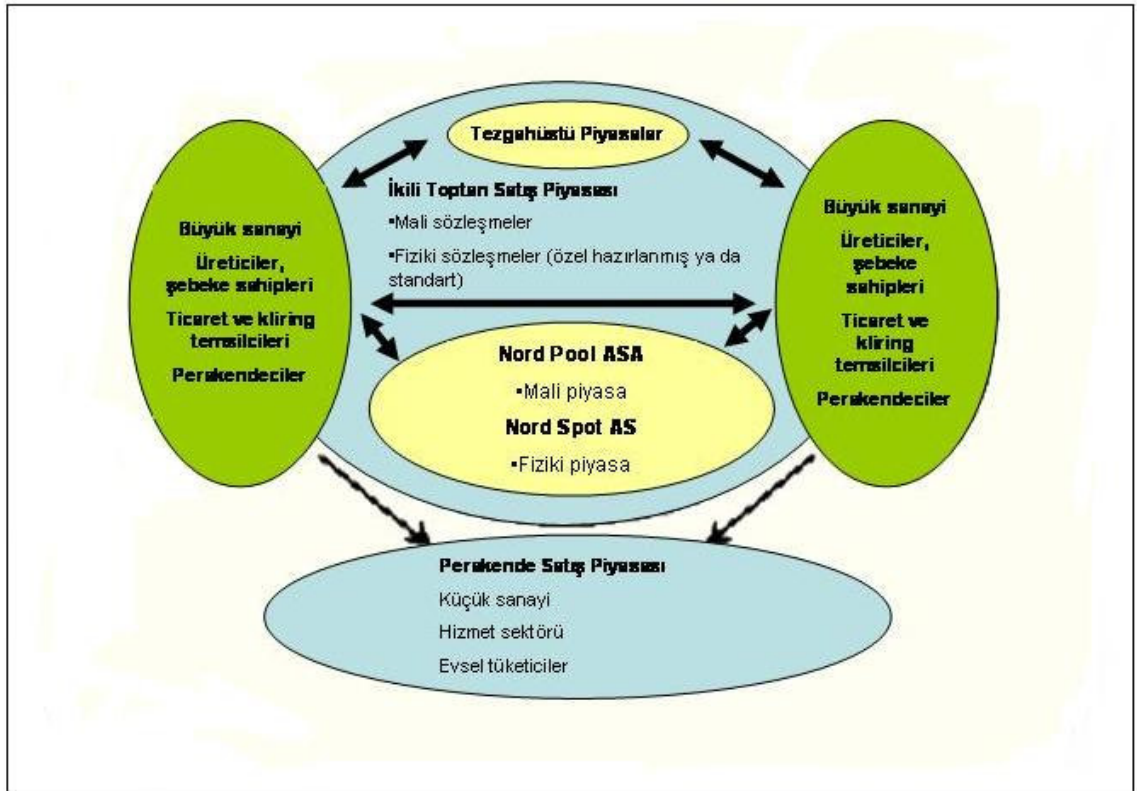 Tezgahüstü Piyasalar
İkili Toptan Satış Piyasası
▪Mali sözleşmeler
▪Fiziki sözleşmeler (özel hazırlanmış ya da
standart)
Büyük sanayi
Üreticiler,
şebeke sahipleri
Ticaret ve kliring
temsilcileri
Perakendeciler
Nord Pool ASA
▪Mali piyasa
Nord Spot AS
▪Fiziki piyasa
Büyük sanayi
Üreticiler,
şebeke
sahipleri
Ticaret ve
kliring
temsilcileri
Perakendeciler
Perakende Satış Piyasası
Küçük sanayi
Hizmet sektörü
Evsel tüketiciler